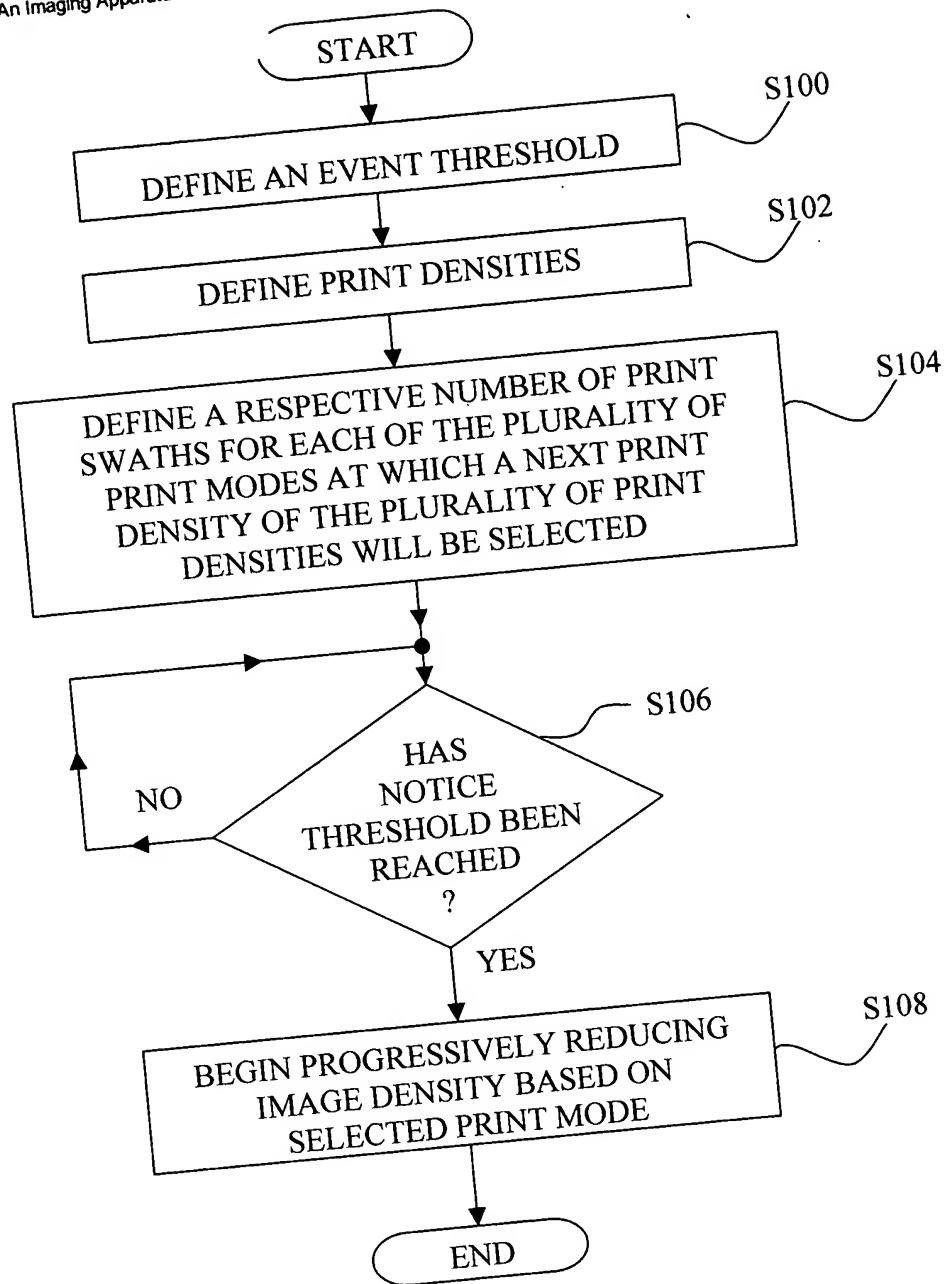 An Imaging
START
S100
DEFINE AN EVENT THRESHOLD
S102
DEFINE PRINT DENSITIES
S104
DEFINE A RESPECTIVE NUMBER OF PRINT
SWATHS FOR EACH OF THE PLURALITY OF
PRINT MODES AT WHICH A NEXT PRINT
DENSITY OF THE PLURALITY OF PRINT
DENSITIES WILL BE SELECTED
S106
HAS
NOTICE
THRESHOLD BEEN
REACHED
?
NO
YES
S108
BEGIN PROGRESSIVELY REDUCING
IMAGE DENSITY BASED ON
SELECTED PRINT MODE
END